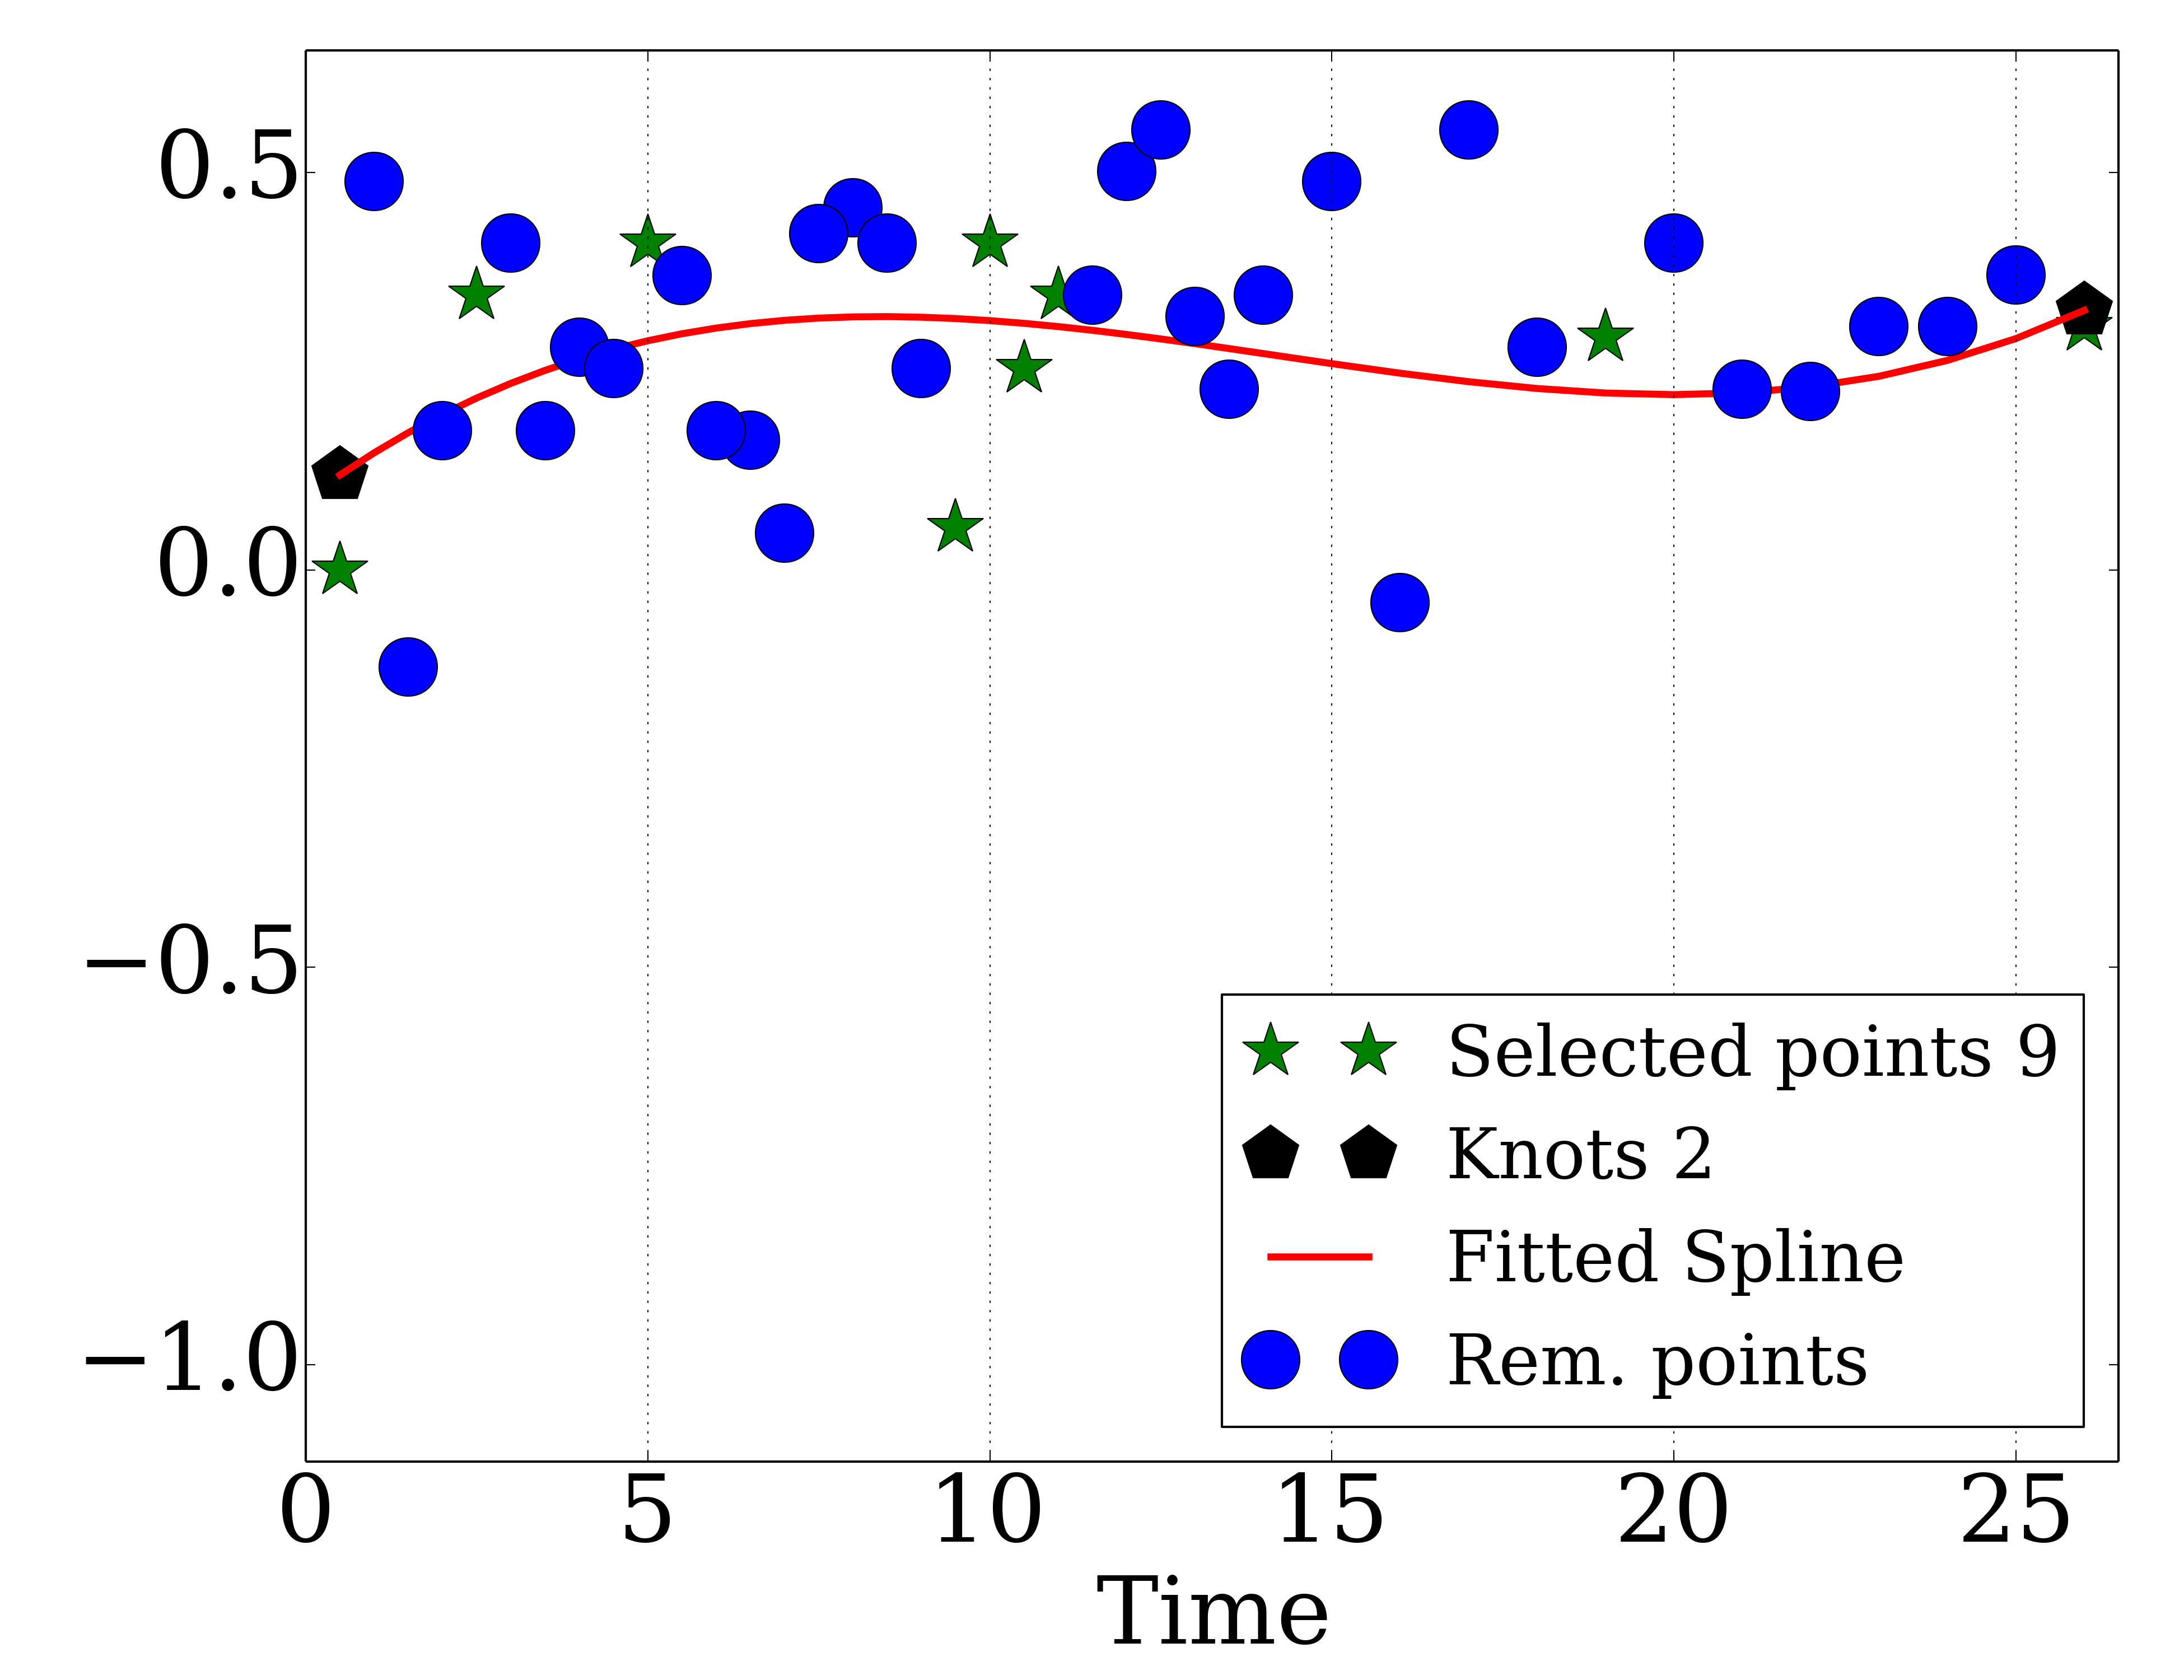 0.5
0.0
−0.5
−1.0
Selected points 9
Knots 2
Fitted Spline
Rem. points
0 5 10 15 20 25
Time